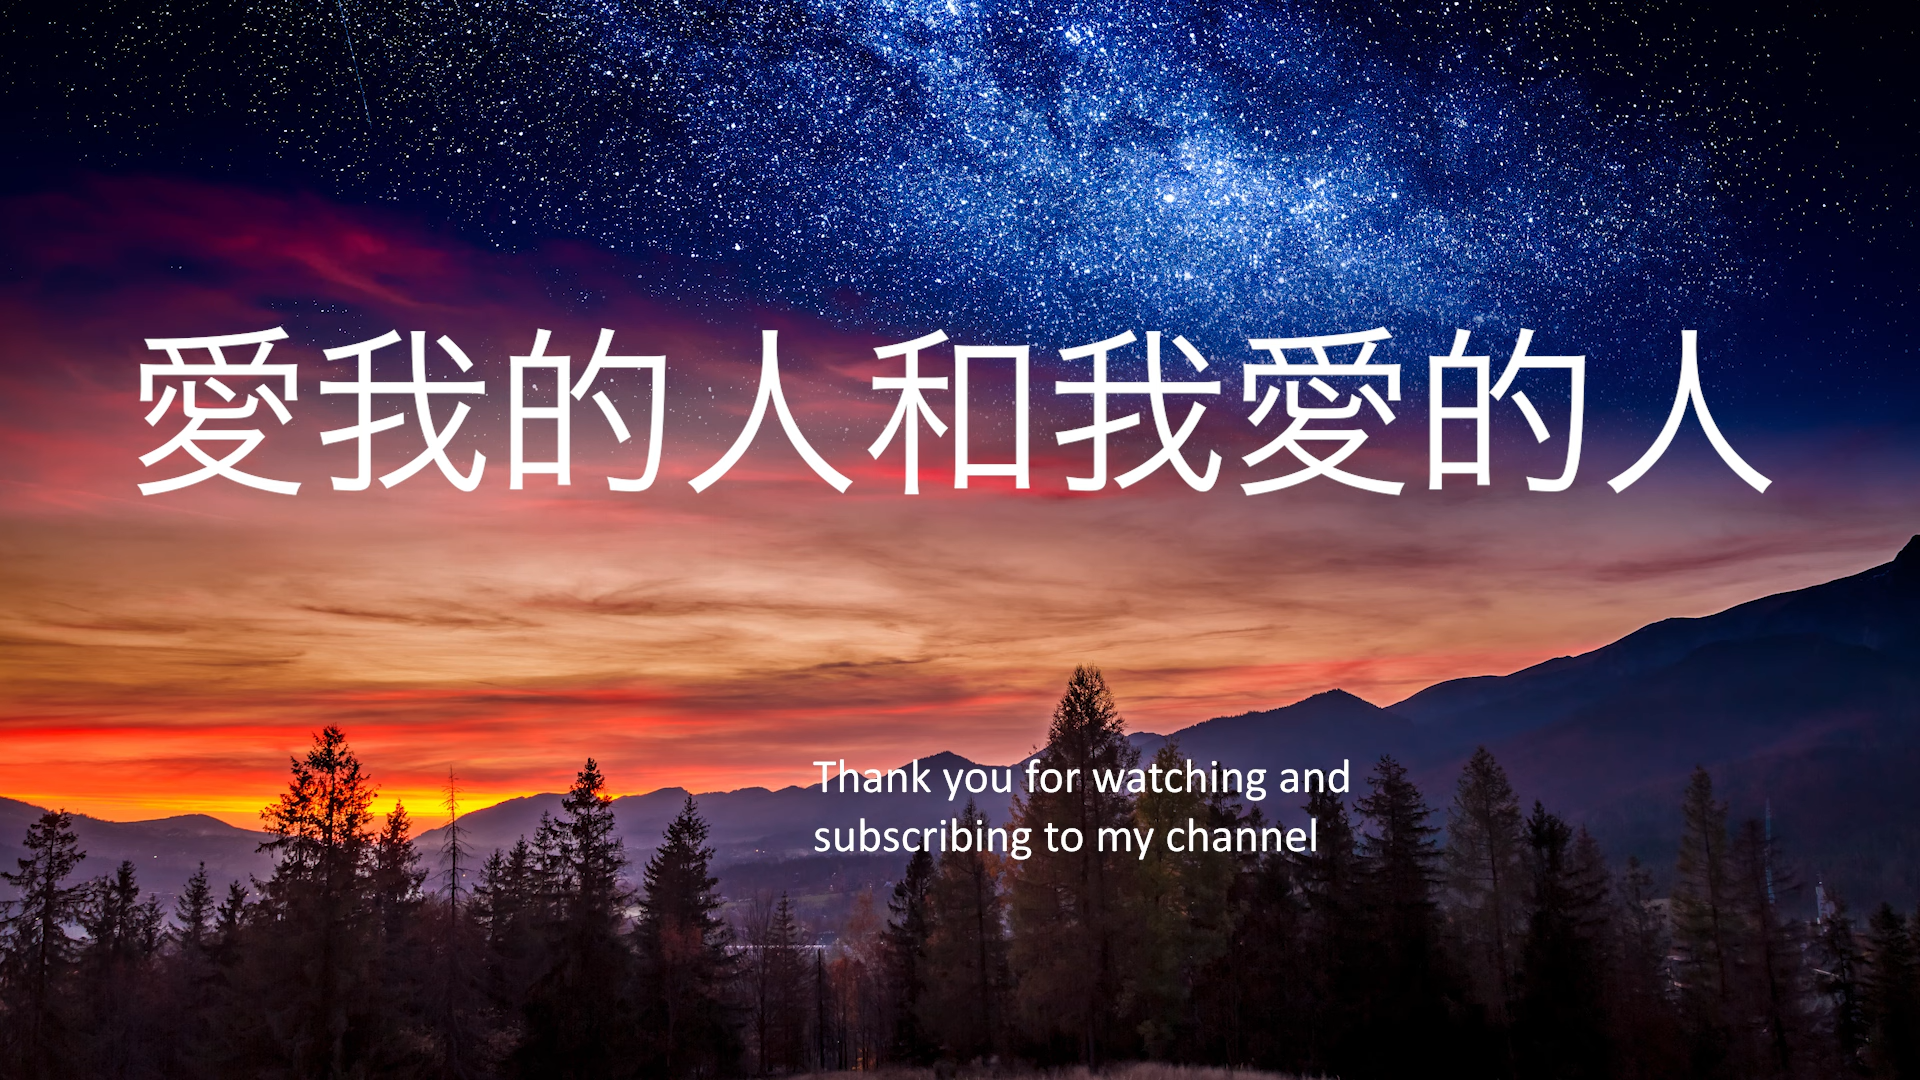 愛我的人和我愛的人
Thank you for watching and
subscribing to my channel